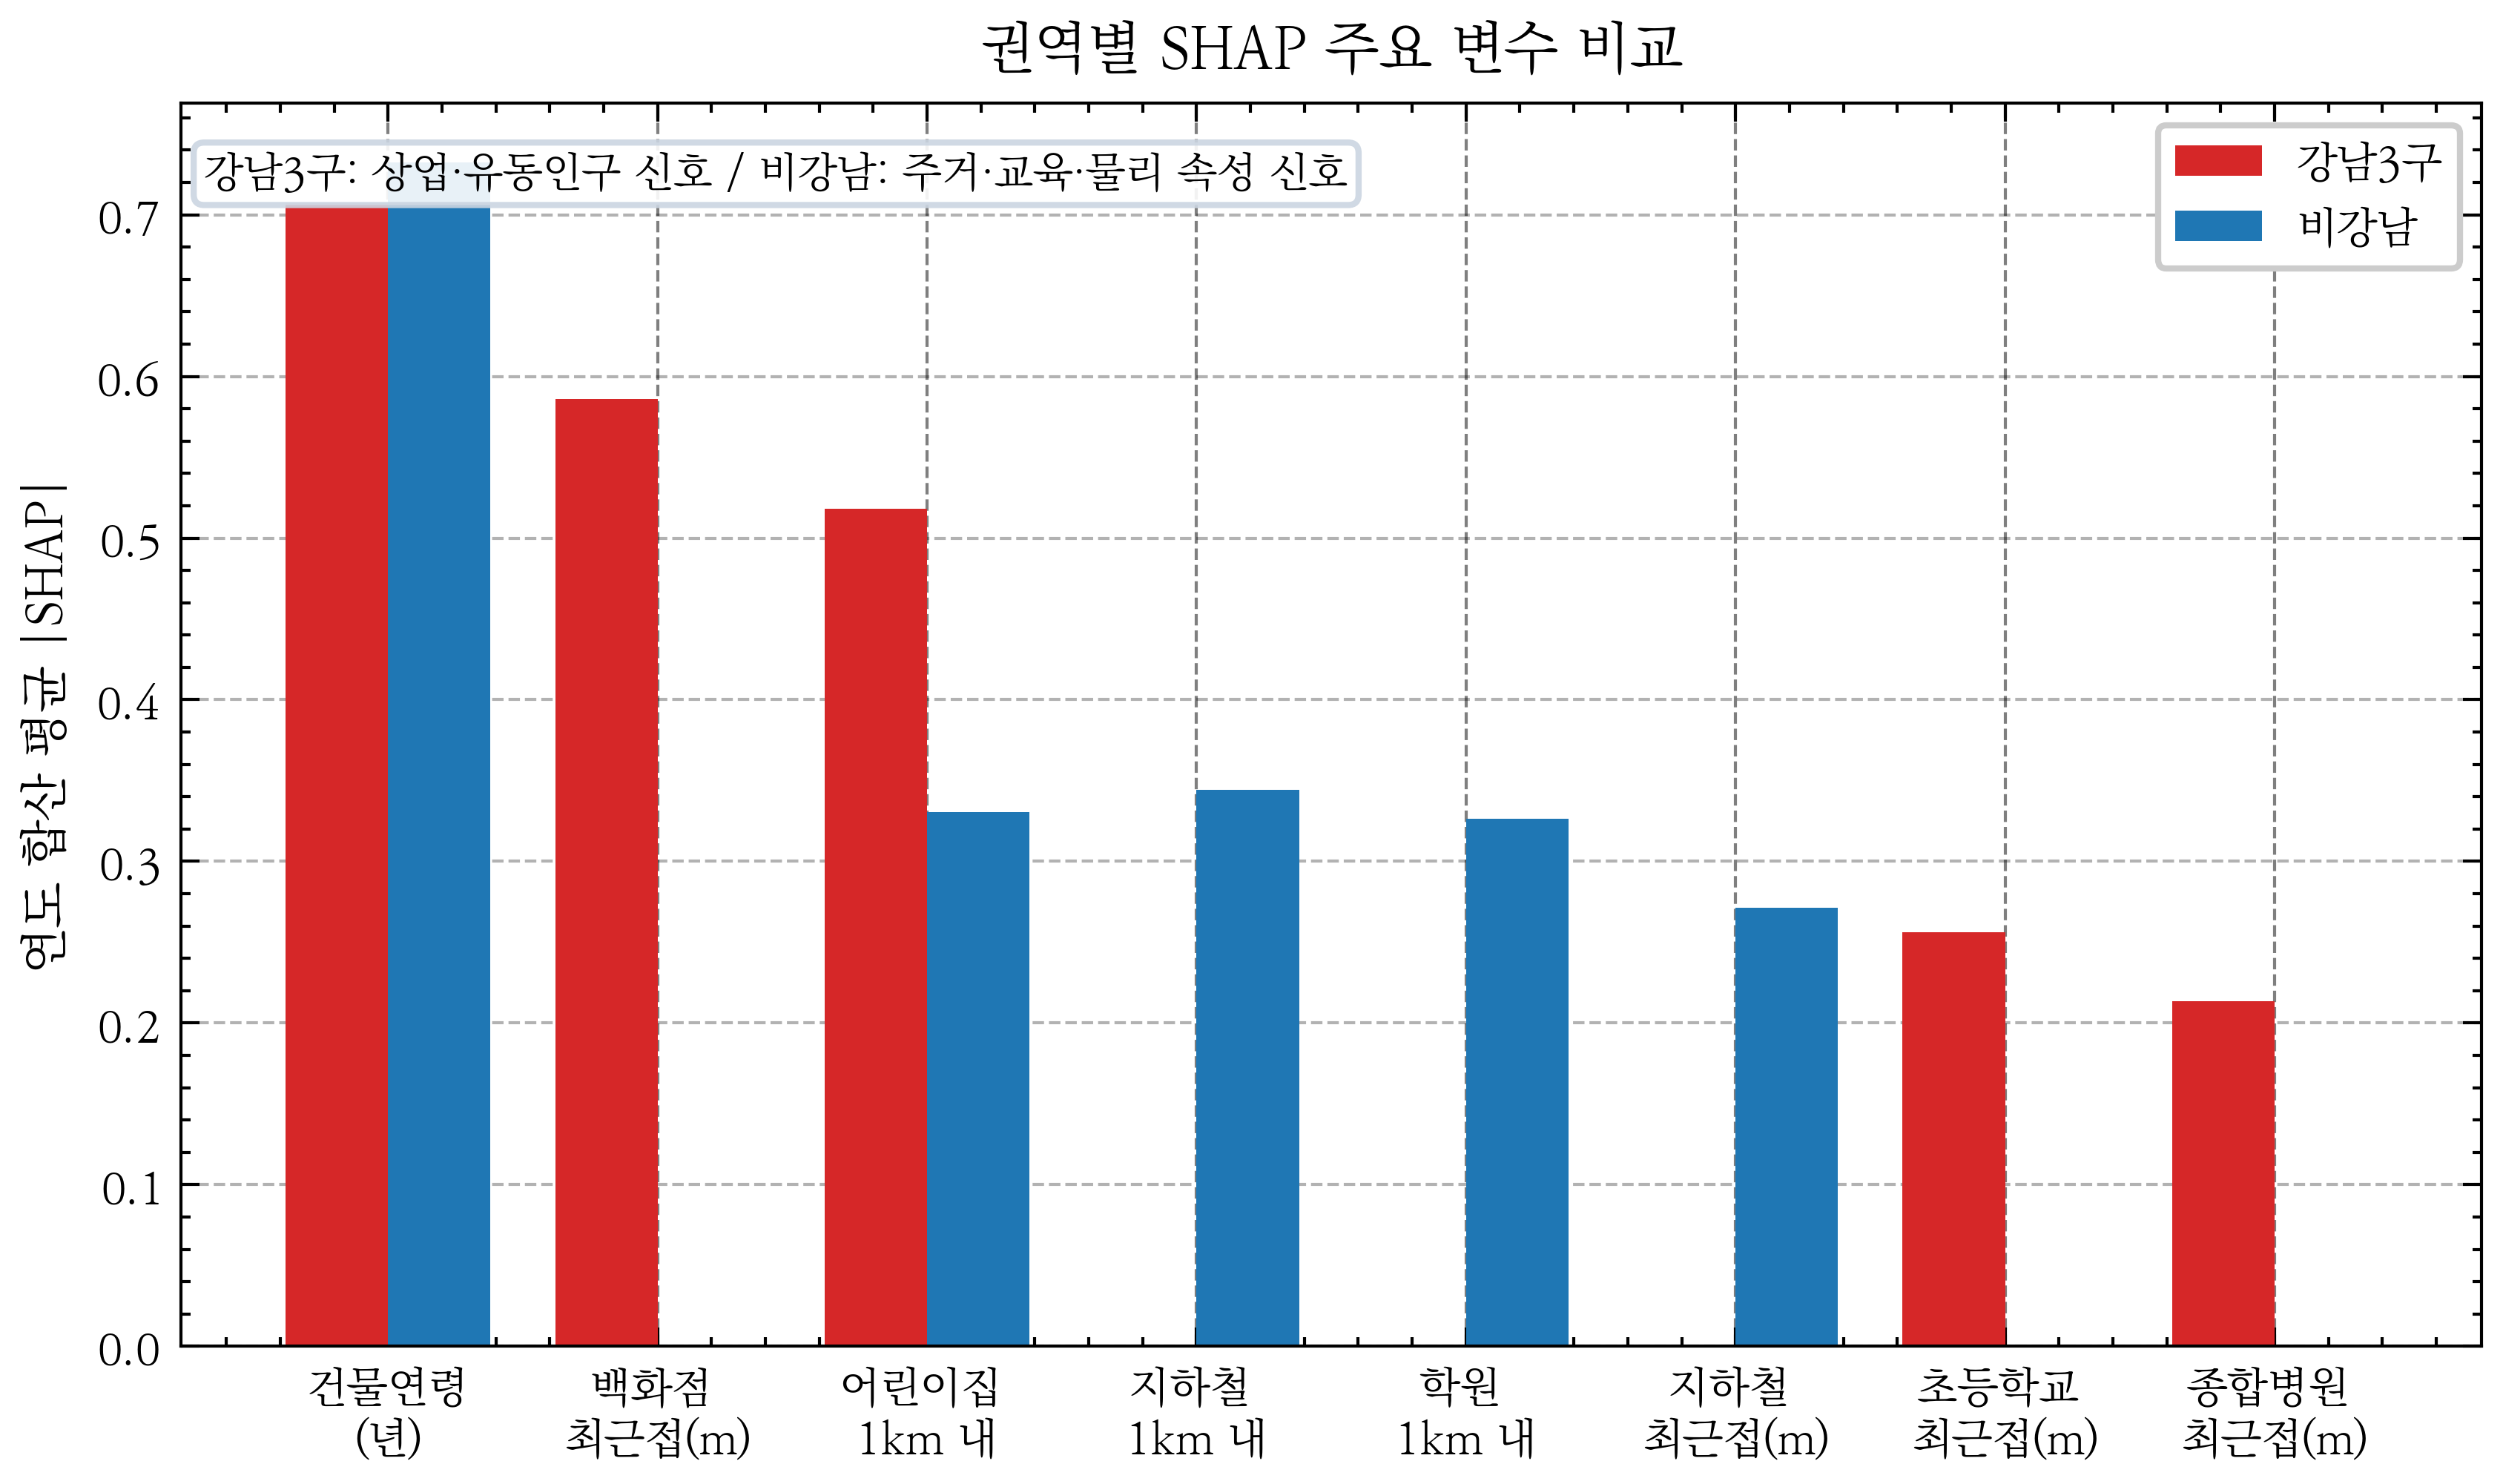 권역별 SHAP 주요 변수 비교
강남3구: 상업·유동인구 신호 / 비강남: 주거·교육·물리 속성 신호
강남3구
비강남
연도 합산 평균 |SHAP|
0.7
0.6
0.5
0.4
0.3
0.2
0.1
0.0
건물연령
(년)
백화점
최근접(m)
어린이집
1km 내
지하철
1km 내
학원
1km 내
지하철
최근접(m)
초등학교
최근접(m)
종합병원
최근접(m)